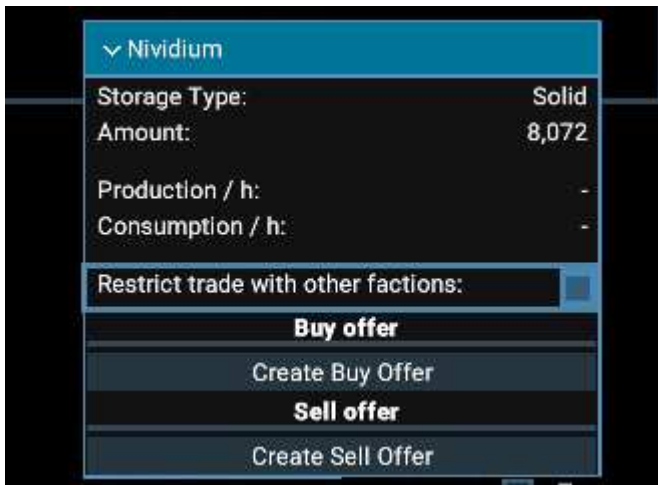 Nividium
Storage Type: Solid
Amount: 8,072
Production / h: -
Consumption / h: -
Restrict trade with other factions:
Buy offer
Create Buy Offer
Sell offer
Create Sell Offer